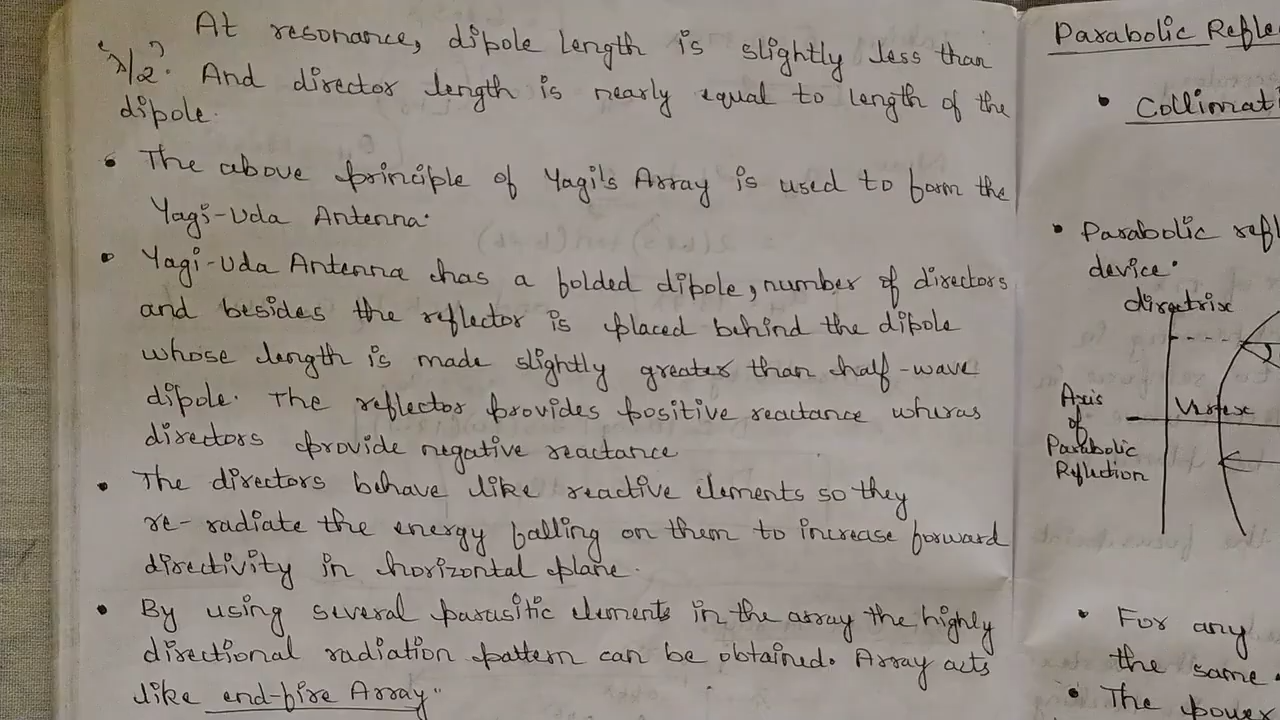 At resonance, dipole length is slightly less than
'λ/2'. And director length is nearly equal to length of the
dipole.
• The above principle of Yagi's Array is used to form the
Yagi-Uda Antenna.
• Yagi-Uda Antenna has a folded dipole, number of directors
and besides the reflector is placed behind the dipole
whose length is made slightly greater than half-wave
dipole. The reflector provides positive reactance wheras
directors provide negative reactance
• The directors behave like reactive elements so they
re-radiate the energy falling on them to increase forward
directivity in horizontal plane.
• By using several parasitic elements in the array the highly
directional radiation pattern can be obtained. Array acts
like end-fire Array"
Parabolic Refle
• Collimati
• Parabolic refl
device.
directrix
Axis
of
Parabolic
Reflection
Vertex
• For any
the same
• The power